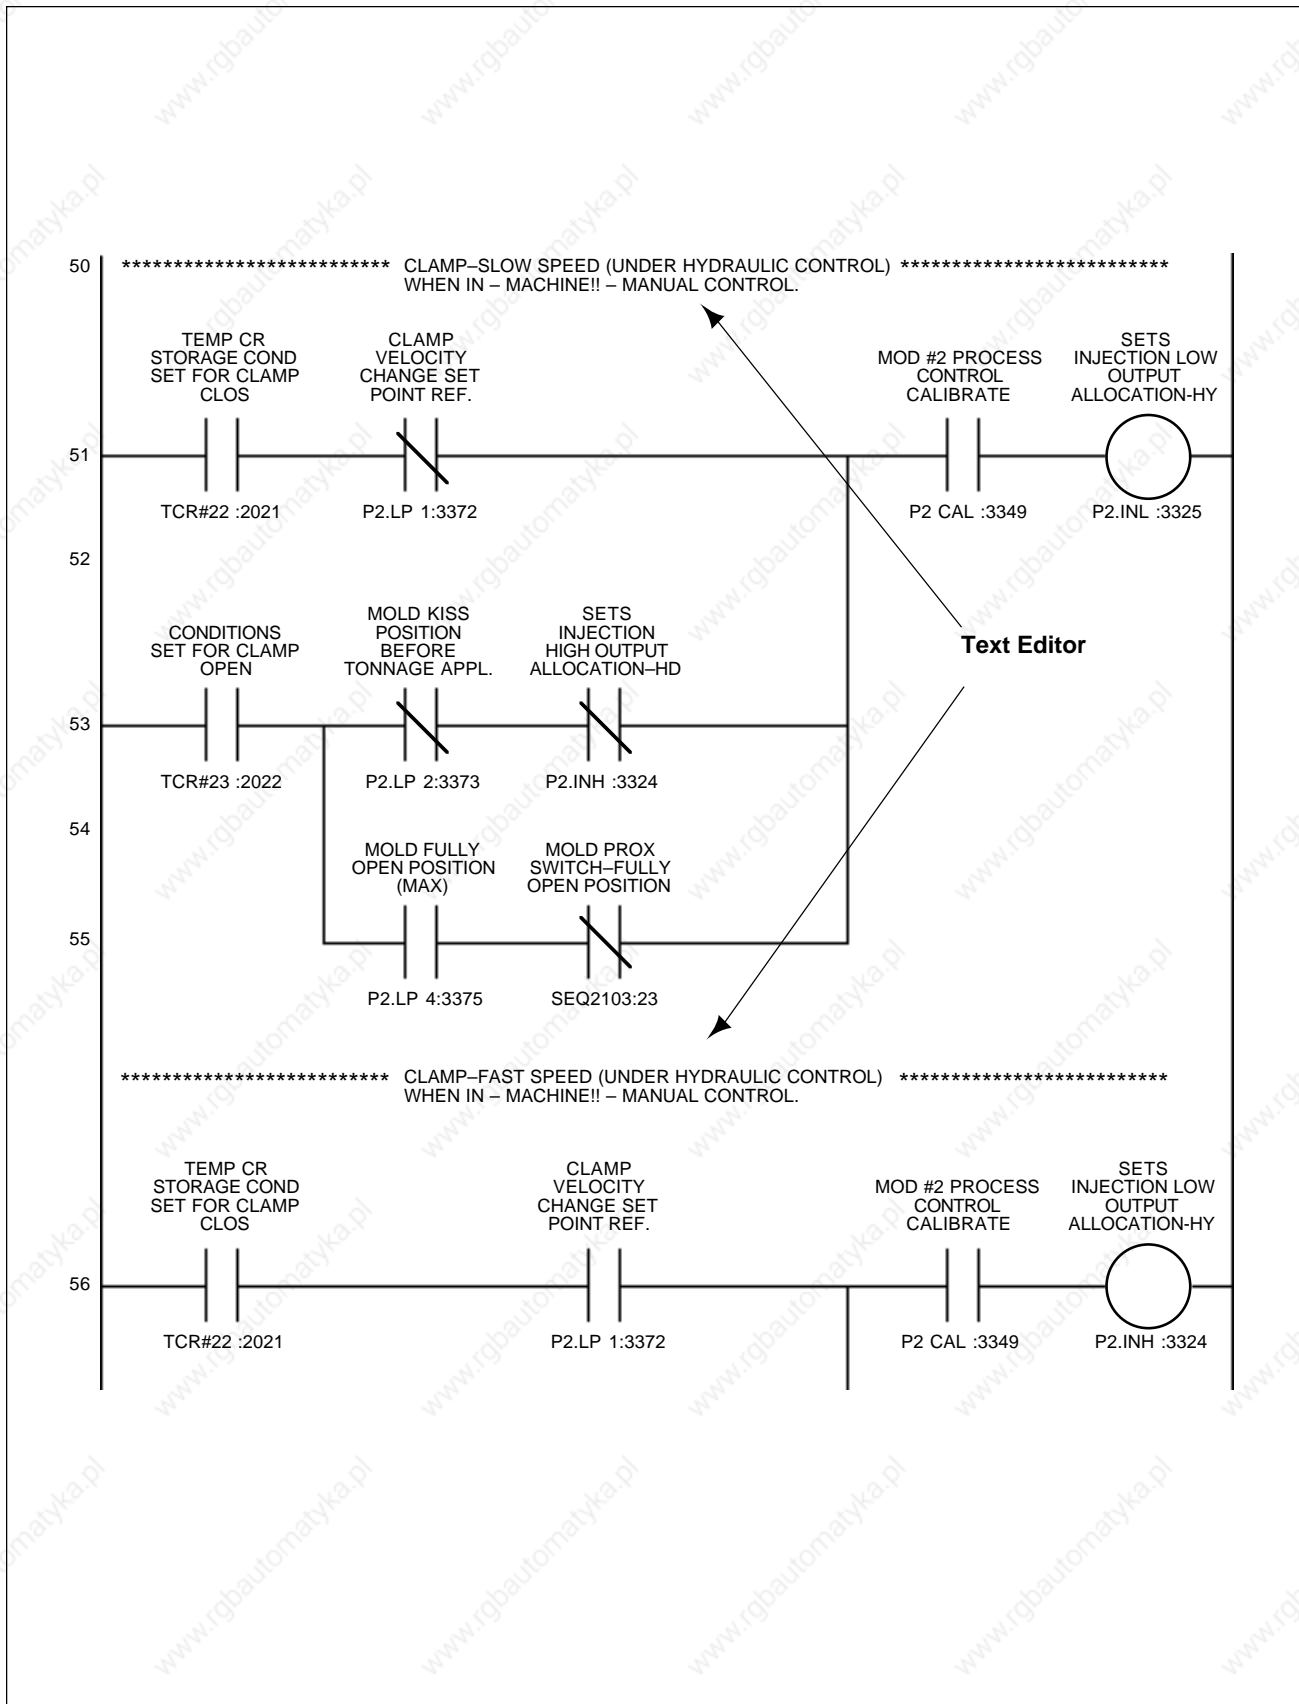 50 ************************** CLAMP–SLOW SPEED (UNDER HYDRAULIC CONTROL) **************************
WHEN IN – MACHINE!! – MANUAL CONTROL.
TEMP CR
STORAGE COND
SET FOR CLAMP
CLOS
CLAMP
VELOCITY
CHANGE SET
POINT REF.
MOD #2 PROCESS
CONTROL
CALIBRATE
SETS
INJECTION LOW
OUTPUT
ALLOCATION-HY
51
TCR#22 :2021
P2.LP 1:3372
P2 CAL :3349
P2.INL :3325
52
CONDITIONS
SET FOR CLAMP
OPEN
MOLD KISS
POSITION
BEFORE
TONNAGE APPL.
SETS
INJECTION
HIGH OUTPUT
ALLOCATION–HD
Text Editor
53
TCR#23 :2022
P2.LP 2:3373
P2.INH :3324
54
MOLD FULLY
OPEN POSITION
(MAX)
MOLD PROX
SWITCH–FULLY
OPEN POSITION
55
P2.LP 4:3375
SEQ2103:23
************************** CLAMP–FAST SPEED (UNDER HYDRAULIC CONTROL) **************************
WHEN IN – MACHINE!! – MANUAL CONTROL.
TEMP CR
STORAGE COND
SET FOR CLAMP
CLOS
CLAMP
VELOCITY
CHANGE SET
POINT REF.
MOD #2 PROCESS
CONTROL
CALIBRATE
SETS
INJECTION LOW
OUTPUT
ALLOCATION-HY
56
TCR#22 :2021
P2.LP 1:3372
P2 CAL :3349
P2.INH :3324
www.rgbautomatyka.pl